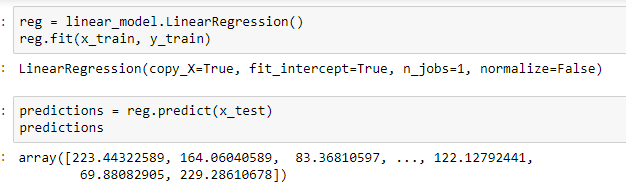 : reg = linear_model.LinearRegression()
reg.fit(x_train, y_train)
: LinearRegression(copy_X=True, fit_intercept=True, n_jobs=1, normalize=False)
: predictions = reg.predict(x_test)
predictions
: array([223.44322589, 164.06040589,  83.36810597, ..., 122.12792441,
69.88082905, 229.28610678])